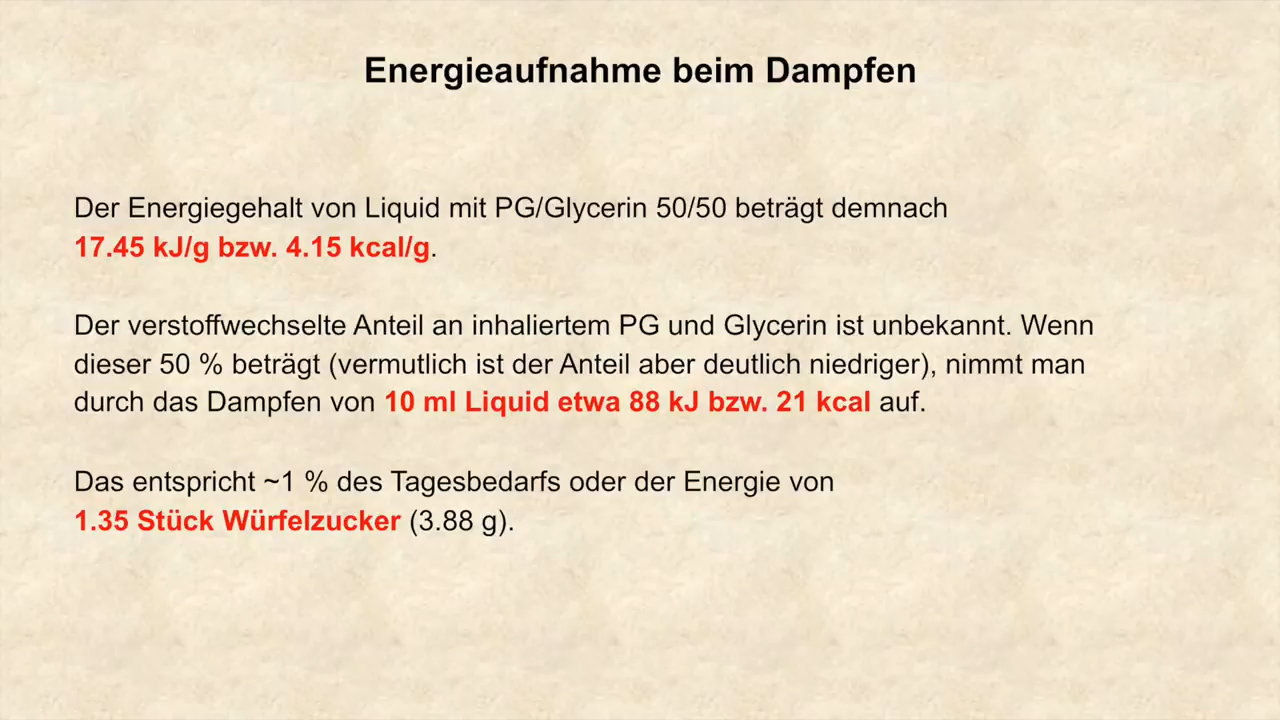 Energieaufnahme beim Dampfen
Der Energiegehalt von Liquid mit PG/Glycerin 50/50 beträgt demnach
17.45 kJ/g bzw. 4.15 kcal/g.
Der verstoffwechselte Anteil an inhaliertem PG und Glycerin ist unbekannt. Wenn
dieser 50 % beträgt (vermutlich ist der Anteil aber deutlich niedriger), nimmt man
durch das Dampfen von 10 ml Liquid etwa 88 kJ bzw. 21 kcal auf.
Das entspricht ~1 % des Tagesbedarfs oder der Energie von
1.35 Stück Würfelzucker (3.88 g).